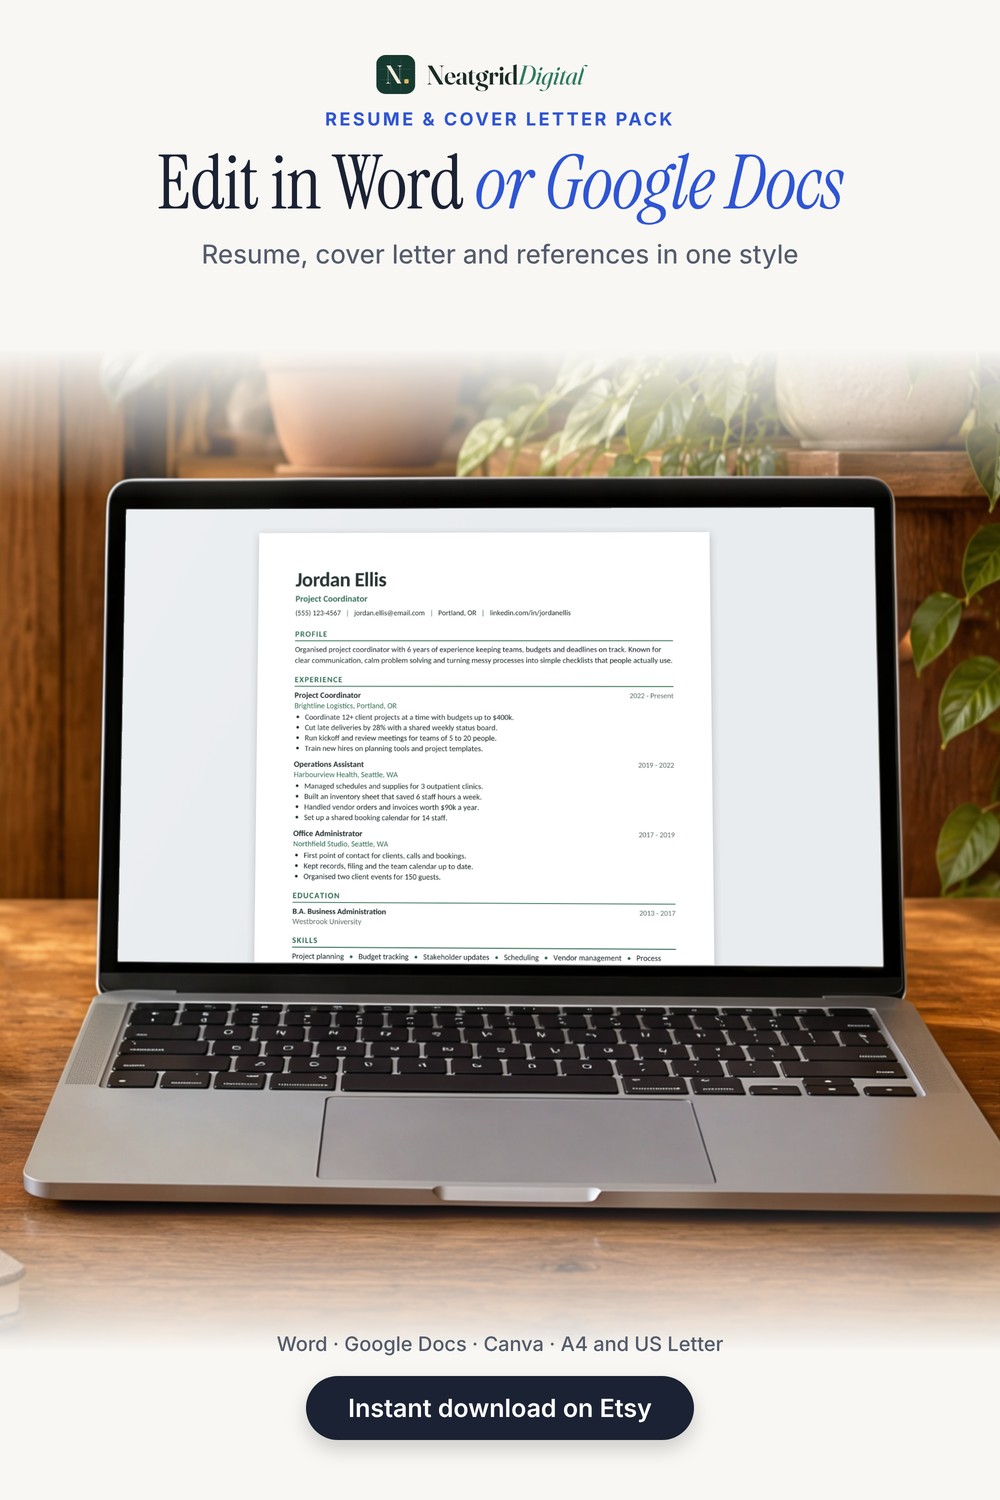 N. NeatgridDigital
RESUME & COVER LETTER PACK
Edit in Word or Google Docs
Resume, cover letter and references in one style
Jordan Ellis
Project Coordinator
(555) 123-4567 | jordan.ellis@email.com | Portland, OR | linkedin.com/in/jordanellis
PROFILE
Organised project coordinator with 6 years of experience keeping teams, budgets and deadlines on track. Known for
clear communication, calm problem solving and turning messy processes into simple checklists that people actually use.
EXPERIENCE
Project Coordinator 2022 - Present
Brightline Logistics, Portland, OR
• Coordinate 12+ client projects at a time with budgets up to $400k.
• Cut late deliveries by 28% with a shared weekly status board.
• Run kickoff and review meetings for teams of 5 to 20 people.
• Train new hires on planning tools and project templates.
Operations Assistant 2019 - 2022
Harbourview Health, Seattle, WA
• Managed schedules and supplies for 3 outpatient clinics.
• Built an inventory sheet that saved 6 staff hours a week.
• Handled vendor orders and invoices worth $90k a year.
• Set up a shared booking calendar for 14 staff.
Office Administrator 2017 - 2019
Northfield Studio, Seattle, WA
• First point of contact for clients, calls and bookings.
• Kept records, filing and the team calendar up to date.
• Organised two client events for 150 guests.
EDUCATION
B.A. Business Administration 2013 - 2017
Westbrook University
SKILLS
Project planning • Budget tracking • Stakeholder updates • Scheduling • Vendor management • Process
Word · Google Docs · Canva · A4 and US Letter
Instant download on Etsy